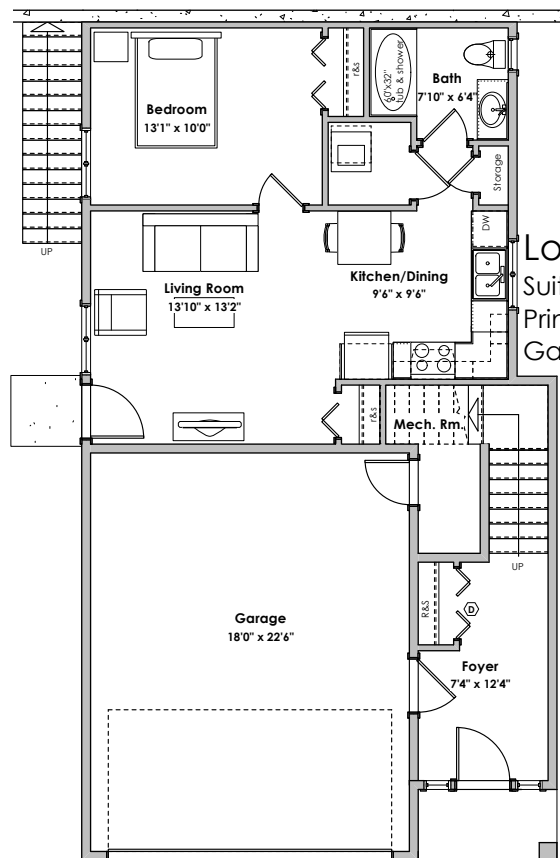 r&s
60"x32"
tub & shower
Bath
7'10" x 6'4"
Bedroom
13'1" x 10'0"
Storage
UP
DW
Lo
Suit
Prin
Ga
Kitchen/Dining
9'6" x 9'6"
Living Room
13'10" x 13'2"
r&s
Mech. Rm.
UP
R&S
D
Garage
18'0" x 22'6"
Foyer
7'4" x 12'4"